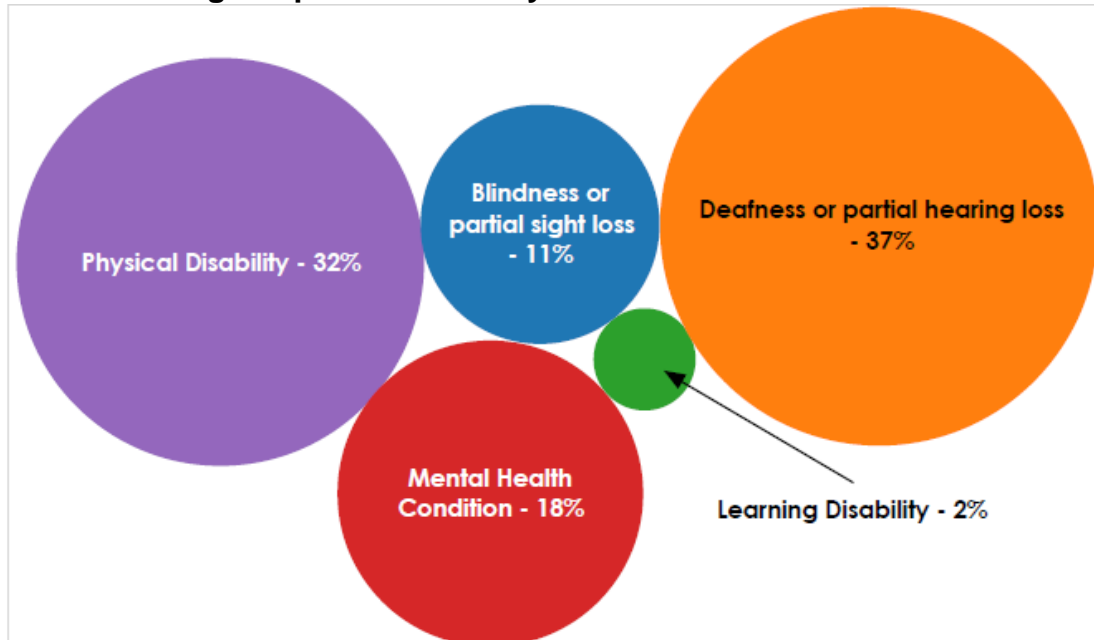 Physical Disability - 32%
Blindness or
partial sight loss
- 11%
Deafness or partial hearing loss
- 37%
Mental Health
Condition - 18%
Learning Disability - 2%